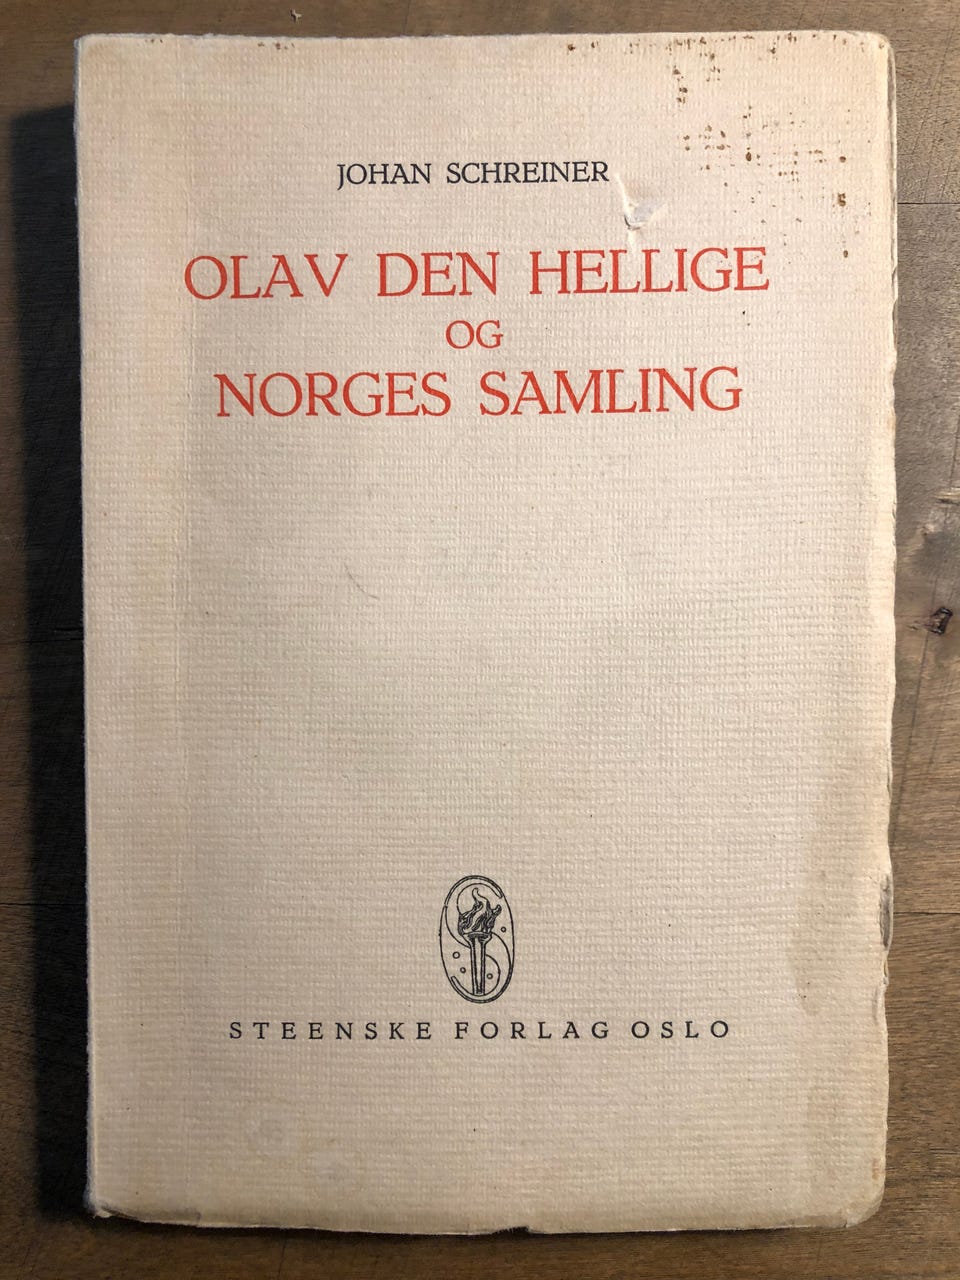 JOHAN SCHREINER
OLAV DEN HELLIGE
OG
NORGES SAMLING
STEENSKE FORLAG OSLO